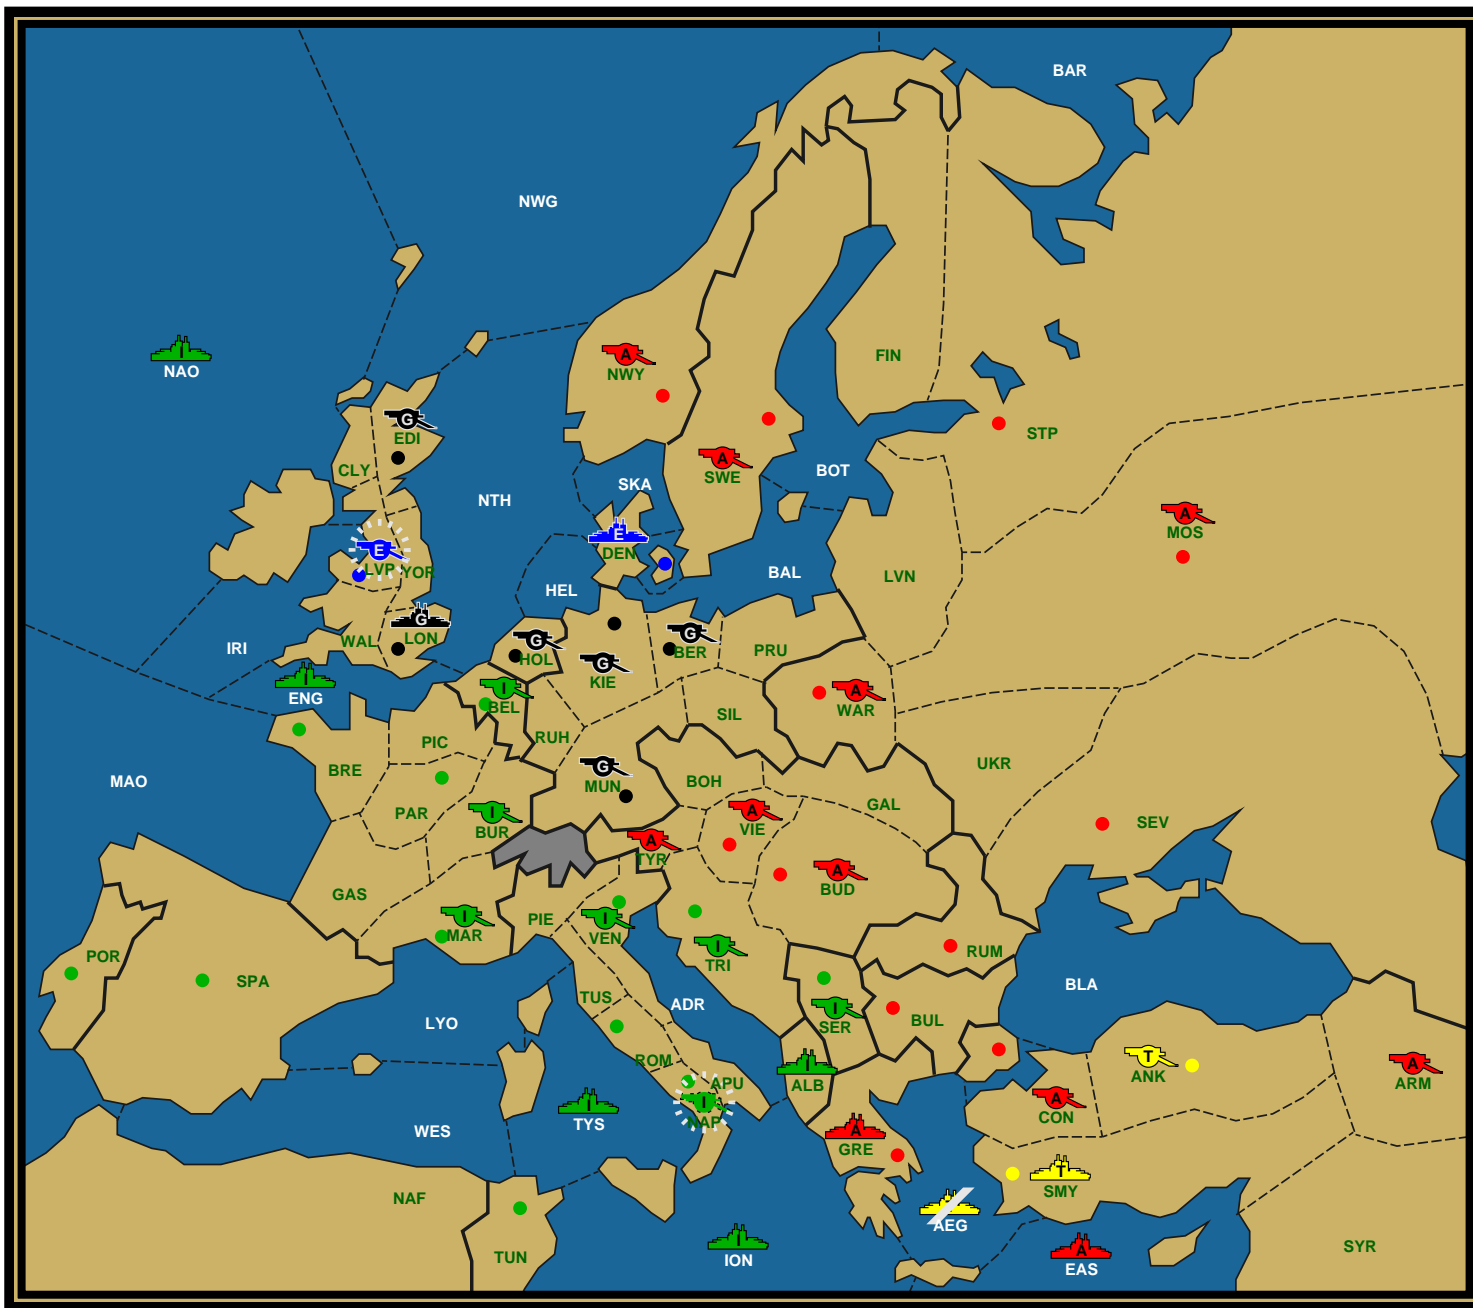 BAR
NWG
I
NAO
A
NWY
FIN
G
EDI
STP
CLY
SKA
BOT
A
SWE
NTH
A
MOS
E
DEN
E
LVP
YOR
HEL
BAL
LVN
IRI
WAL
G
LON
G
HOL
G
BER
PRU
G
KIE
I
ENG
I
BEL
A
WAR
SIL
PIC
RUH
BRE
UKR
MAO
G
MUN
BOH
GAL
PAR
I
BUR
A
VIE
SEV
A
TYR
A
BUD
GAS
I
MAR
PIE
I
VEN
I
TRI
RUM
POR
SPA
BLA
TUS
ADR
I
SER
BUL
LYO
ROM
T
ANK
A
ARM
I
ALB
APU
I
NAP
A
CON
I
TYS
WES
A
GRE
T
SMY
NAF
AEG
TUN
I
ION
A
EAS
SYR